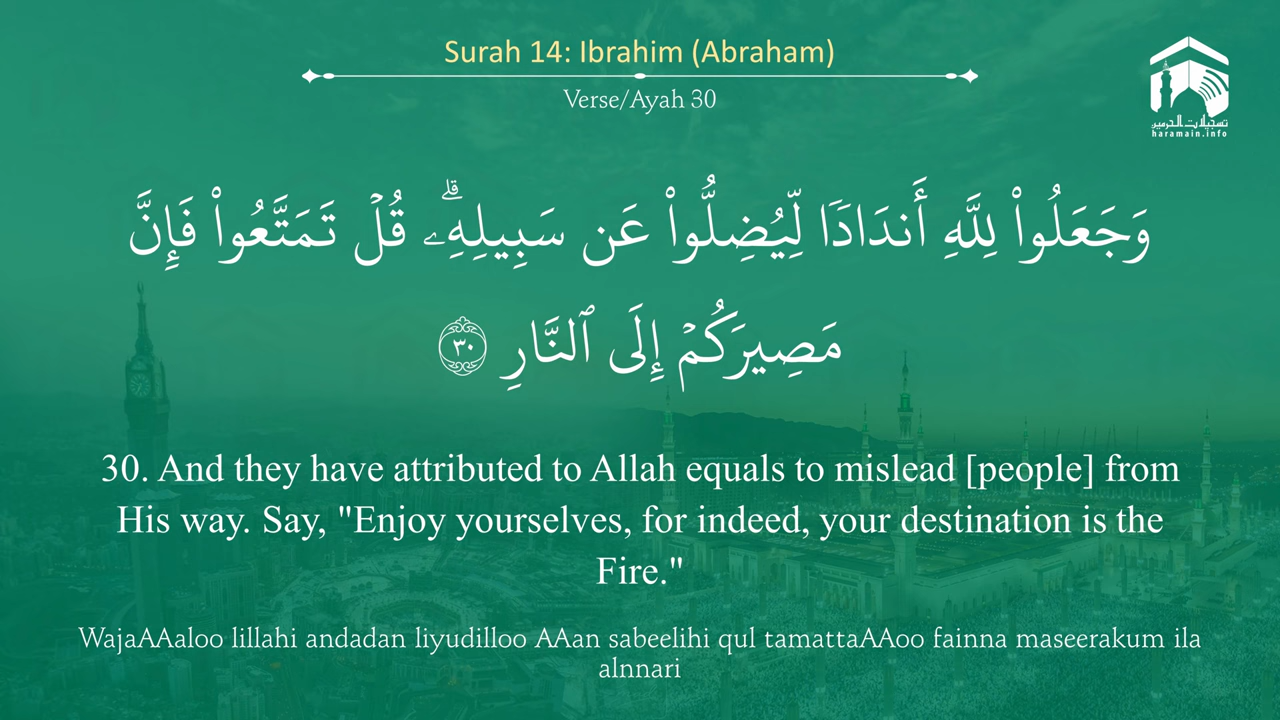 Surah 14: Ibrahim (Abraham)
Verse/Ayah 30
تسجيلات الحرمين
haramain.info
وَجَعَلُوا۟ لِلَّهِ أَندَادًۭا لِّيُضِلُّوا۟ عَن سَبِيلِهِۦ ۗ قُلْ تَمَتَّعُوا۟ فَإِنَّ
مَصِيرَكُمْ إِلَى ٱلنَّارِ ٣٠
30. And they have attributed to Allah equals to mislead [people] from
His way. Say, "Enjoy yourselves, for indeed, your destination is the
Fire."
WajaAAaloo lillahi andadan liyudilloo AAan sabeelihi qul tamattaAAoo fainna maseerakum ila
alnnari